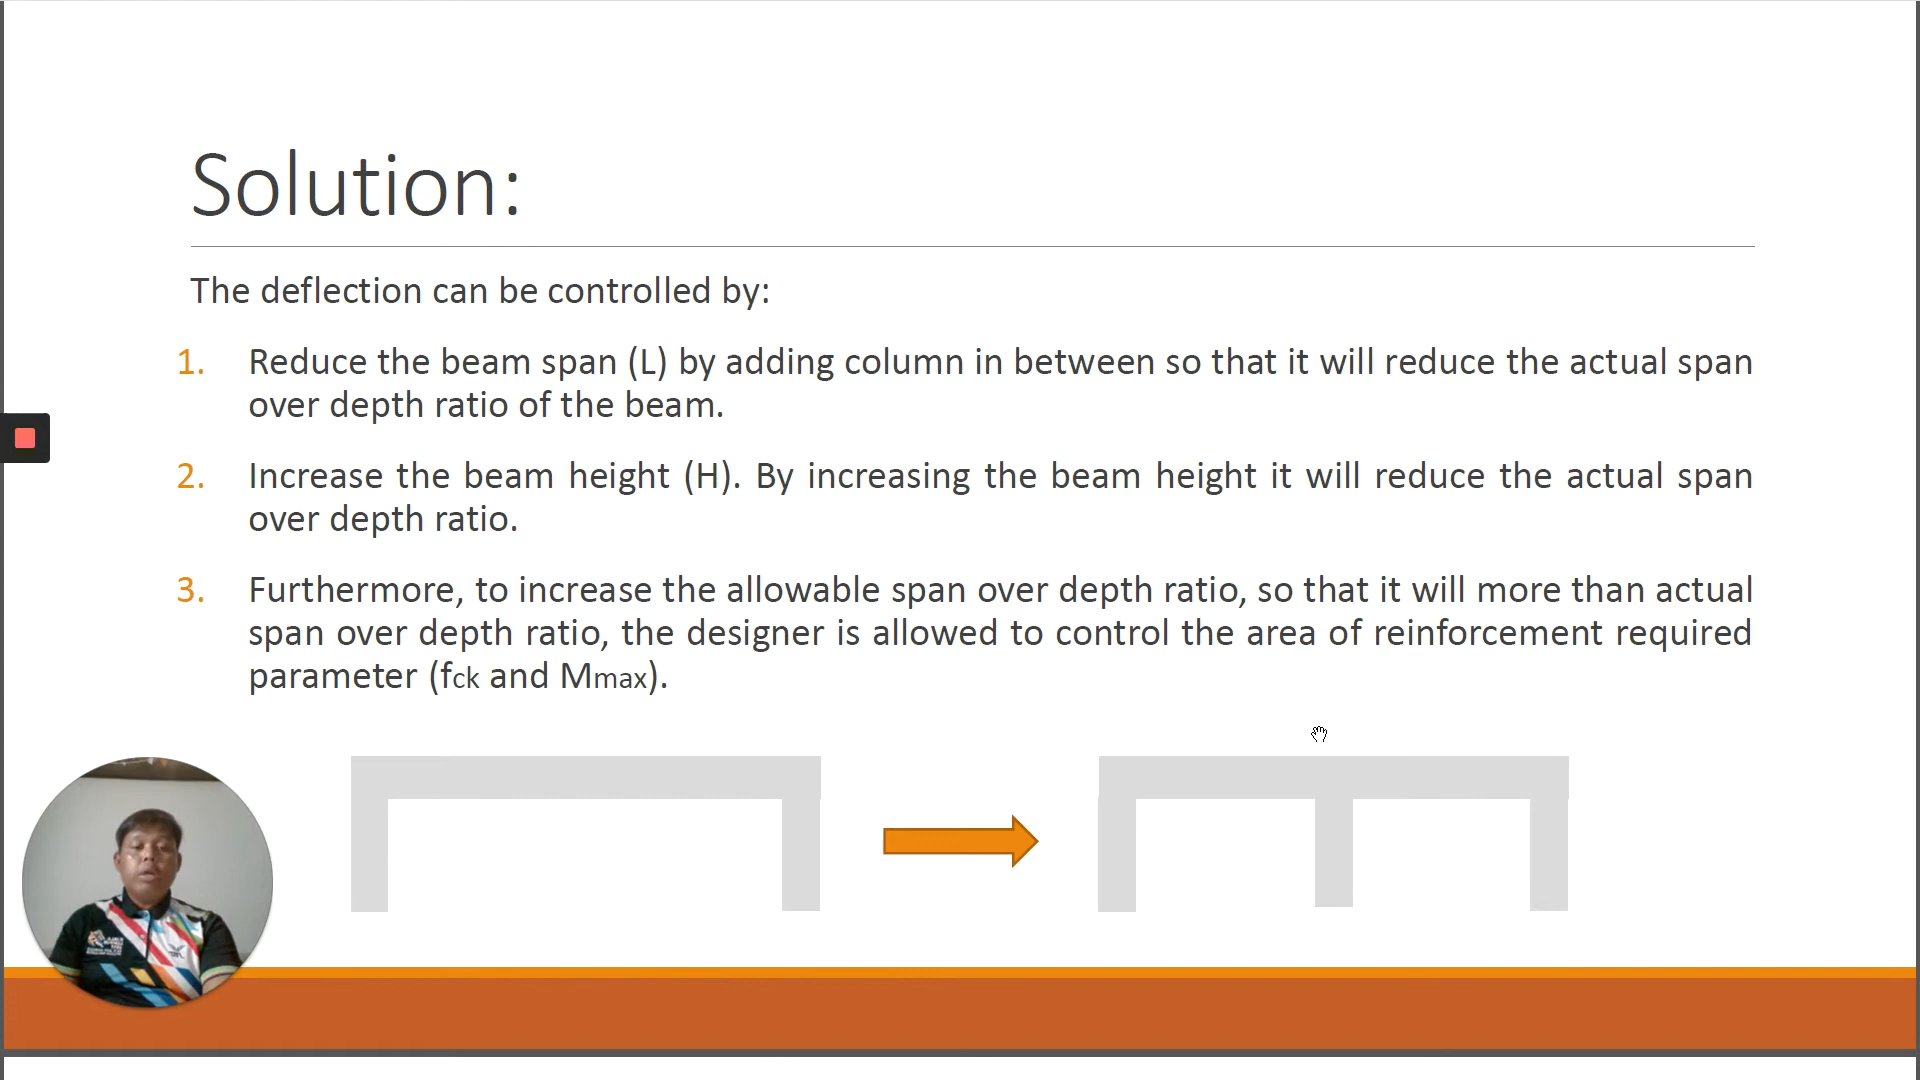 Solution:
The deflection can be controlled by:
1. Reduce the beam span (L) by adding column in between so that it will reduce the actual span
over depth ratio of the beam.
2. Increase the beam height (H). By increasing the beam height it will reduce the actual span
over depth ratio.
3. Furthermore, to increase the allowable span over depth ratio, so that it will more than actual
span over depth ratio, the designer is allowed to control the area of reinforcement required
parameter (fck and Mmax).